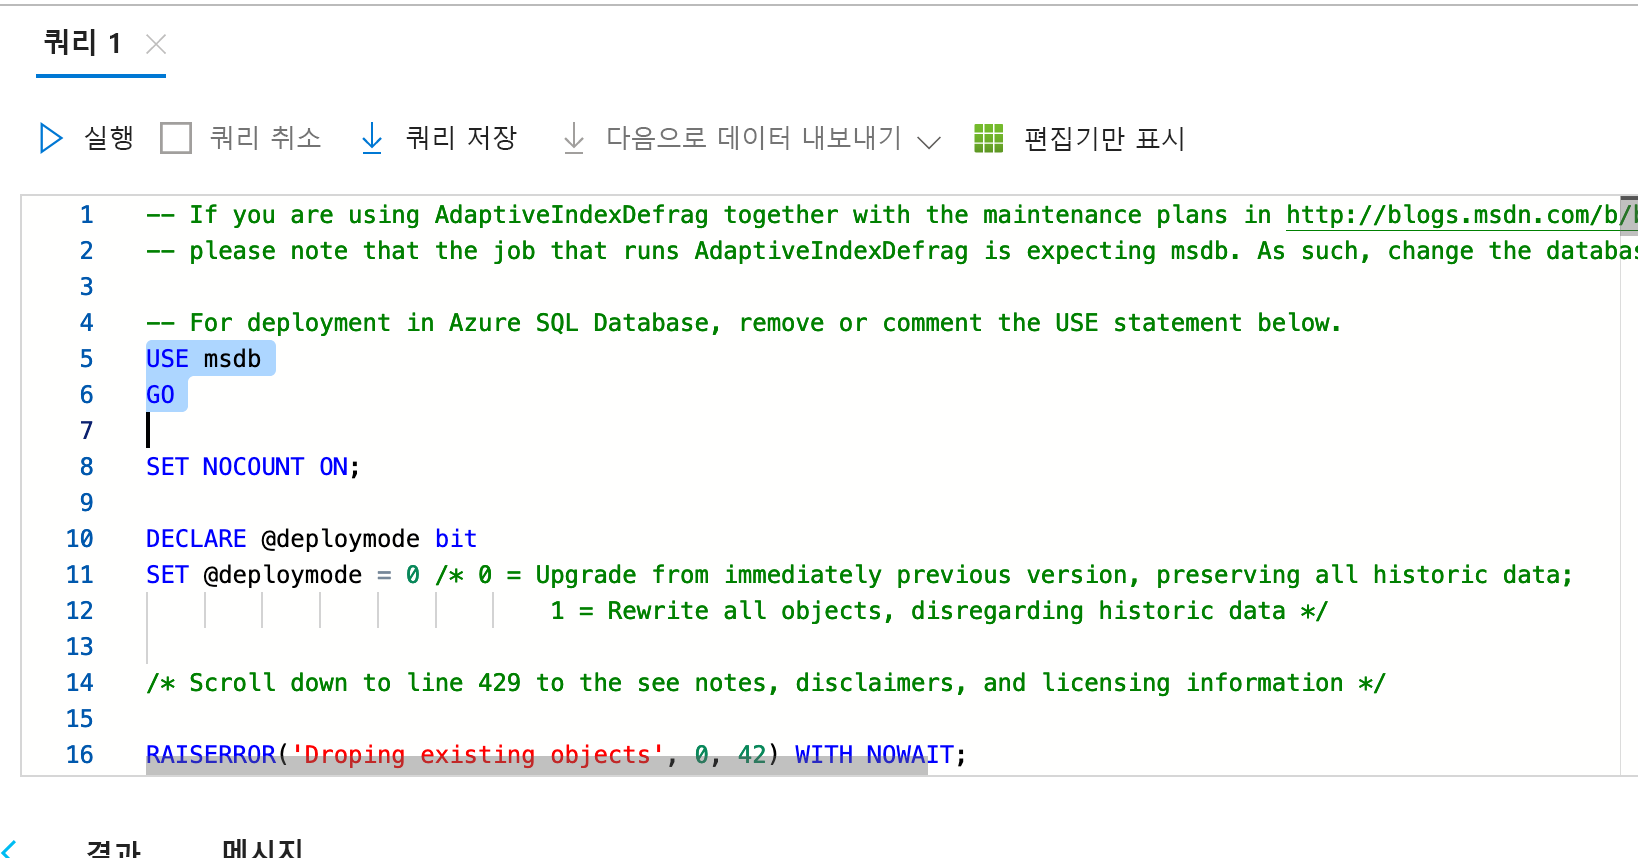 쿼리 1
실행 쿼리 취소 쿼리 저장 다음으로 데이터 내보내기 편집기만 표시
1 -- If you are using AdaptiveIndexDefrag together with the maintenance plans in http://blogs.msdn.com/b/
2 -- please note that the job that runs AdaptiveIndexDefrag is expecting msdb. As such, change the
3
4 -- For deployment in Azure SQL Database, remove or comment the USE statement below.
5 USE msdb
6 GO
7
8 SET NOCOUNT ON;
9
10 DECLARE @deploymode bit
11 SET @deploymode = 0 /* 0 = Upgrade from immediately previous version, preserving all historic data;
12 1 = Rewrite all objects, disregarding historic data */
13
14 /* Scroll down to line 429 to the see notes, disclaimers, and licensing information */
15
16 RAISERROR('Droping existing objects', 0, 42) WITH NOWAIT;
결과 메시지